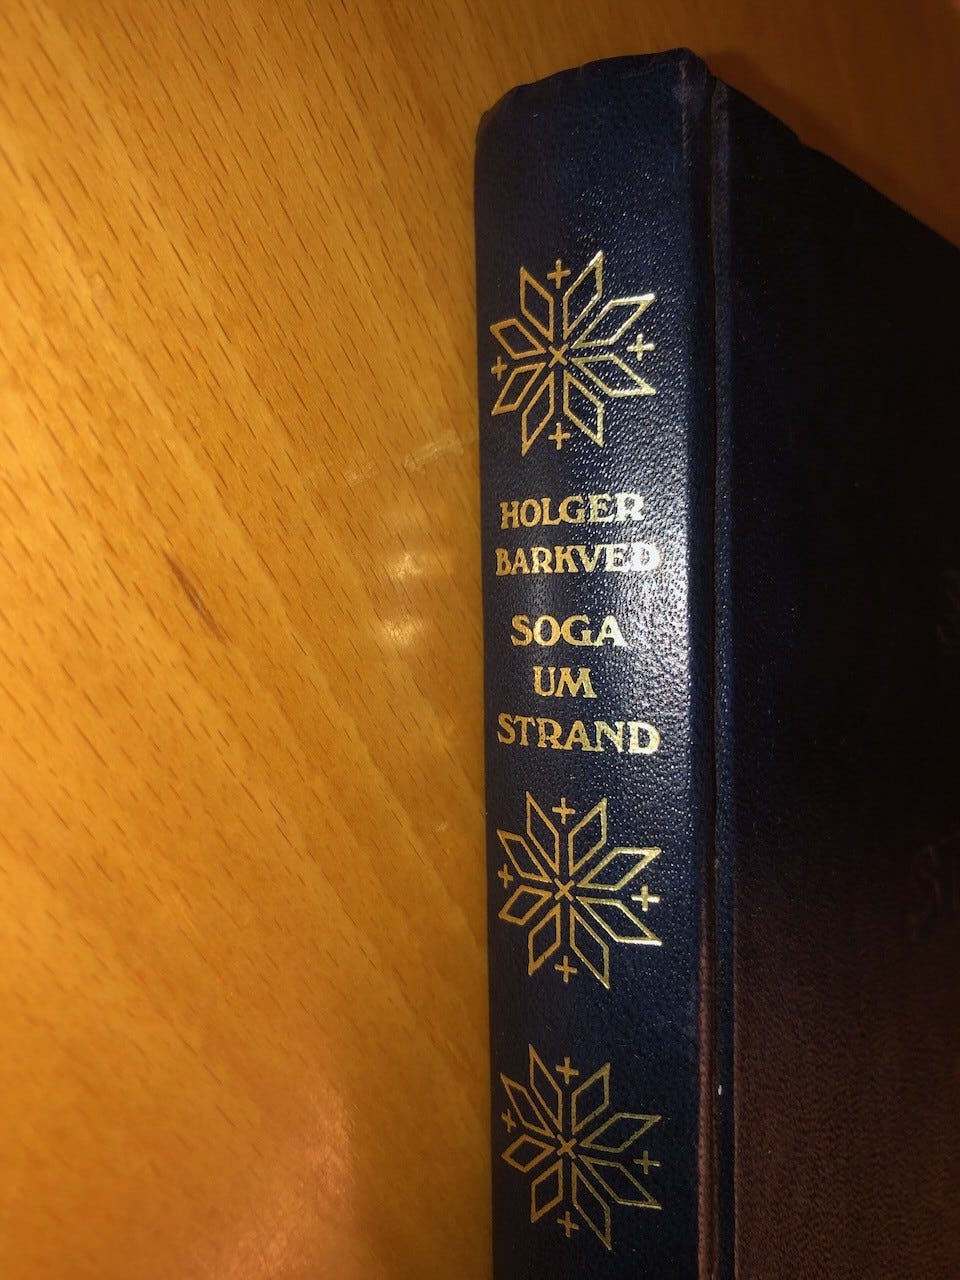 HOLGER
BARKVED
SOGA
UM
STRAND